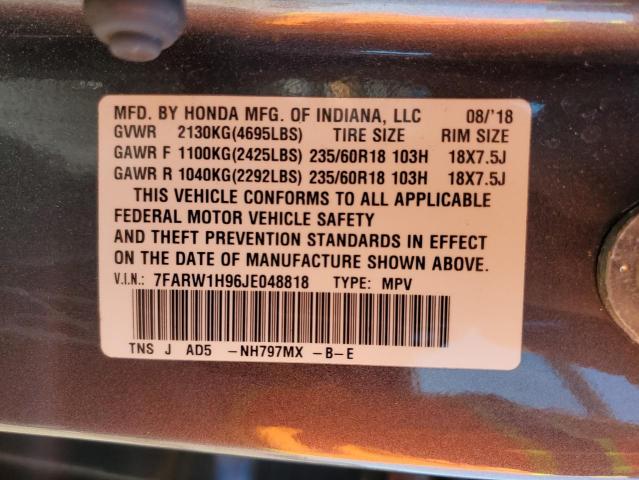 MFD. BY HONDA MFG. OF INDIANA, LLC 08/'18
GVWR 2130KG(4695LBS) TIRE SIZE RIM SIZE
GAWR F 1100KG(2425LBS) 235/60R18 103H 18X7.5J
GAWR R 1040KG(2292LBS) 235/60R18 103H 18X7.5J
THIS VEHICLE CONFORMS TO ALL APPLICABLE
FEDERAL MOTOR VEHICLE SAFETY
AND THEFT PREVENTION STANDARDS IN EFFECT
ON THE DATE OF MANUFACTURE SHOWN ABOVE.
V.I.N.: 7FARW1H96JE048818 TYPE: MPV
TNS J AD5 -NH797MX -B-E